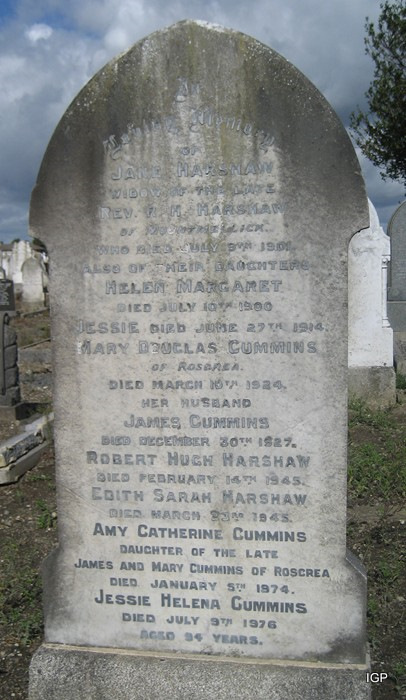 In
Loving Memory
OF
JANE HARSHAW
WIDOW OF THE LATE
REV. R. H. HARSHAW
OF MOUNTMELLICK
WHO DIED JULY 9TH 1901.
ALSO OF THEIR DAUGHTERS
HELEN MARGARET
DIED JULY 10TH 1900
JESSIE DIED JUNE 27TH 1914.
MARY DOUGLAS CUMMINS
OF ROSCREA.
DIED MARCH 10TH 1924.
HER HUSBAND
JAMES CUMMINS
DIED DECEMBER 30TH 1927.
ROBERT HUGH HARSHAW
DIED FEBRUARY 14TH 1943.
EDITH SARAH HARSHAW
DIED MARCH 23RD 1945.
AMY CATHERINE CUMMINS
DAUGHTER OF THE LATE
JAMES AND MARY CUMMINS OF ROSCREA
DIED JANUARY 5TH 1974.
JESSIE HELENA CUMMINS
DIED JULY 9TH 1976
AGED 94 YEARS.
IGP